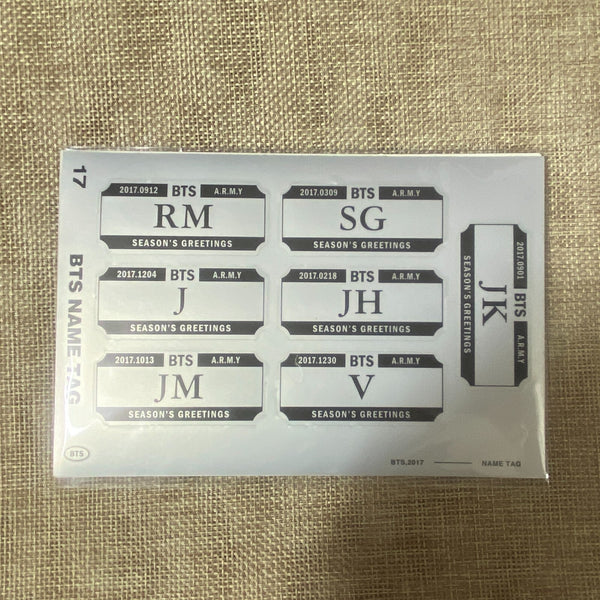 17
BTS NAME TAG
2017.0912 BTS A.R.M.Y
RM
SEASON'S GREETINGS
2017.0309 BTS A.R.M.Y
SG
SEASON'S GREETINGS
2017.1204 BTS A.R.M.Y
J
SEASON'S GREETINGS
2017.0218 BTS A.R.M.Y
JH
SEASON'S GREETINGS
2017.1013 BTS A.R.M.Y
JM
SEASON'S GREETINGS
2017.1230 BTS A.R.M.Y
V
SEASON'S GREETINGS
2017.0901 BTS A.R.M.Y
JK
SEASON'S GREETINGS
BTS
BTS,2017 NAME TAG